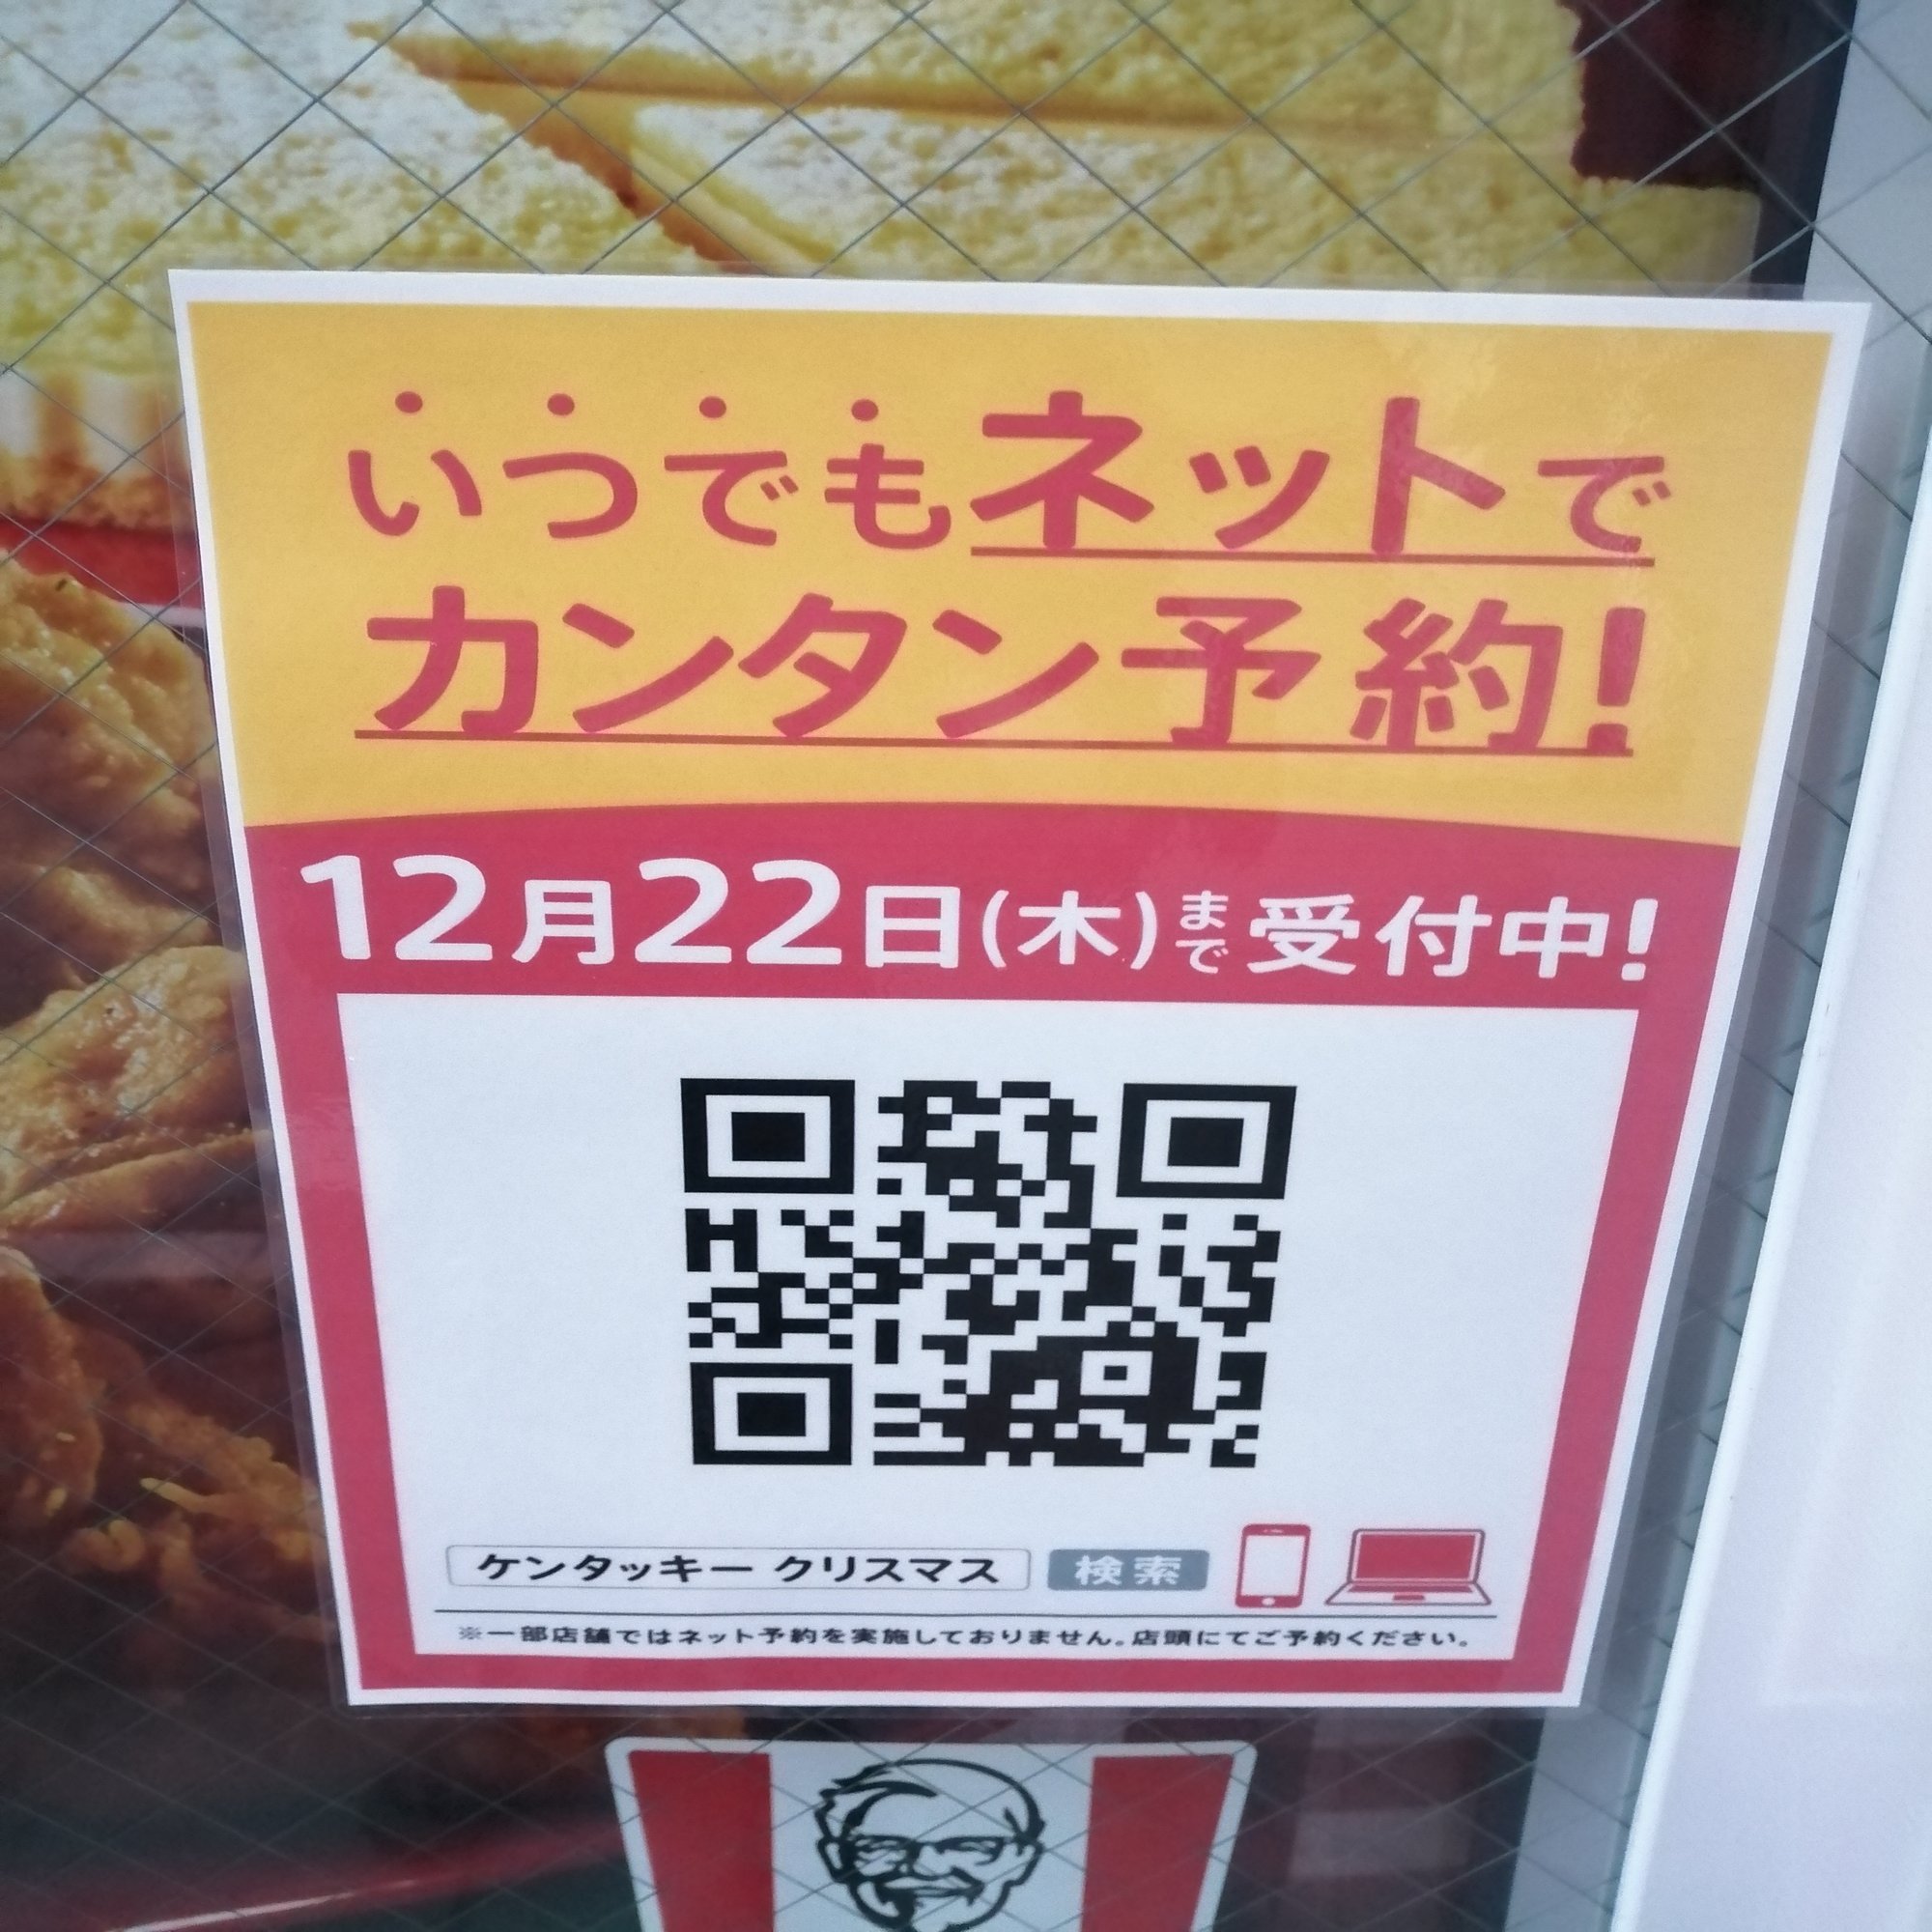 いつでもネットで
カンタン予約!
12月22日(木)まで受付中!
ケンタッキー クリスマス 検索
※一部店舗ではネット予約を実施しておりません。店頭にてご予約ください。